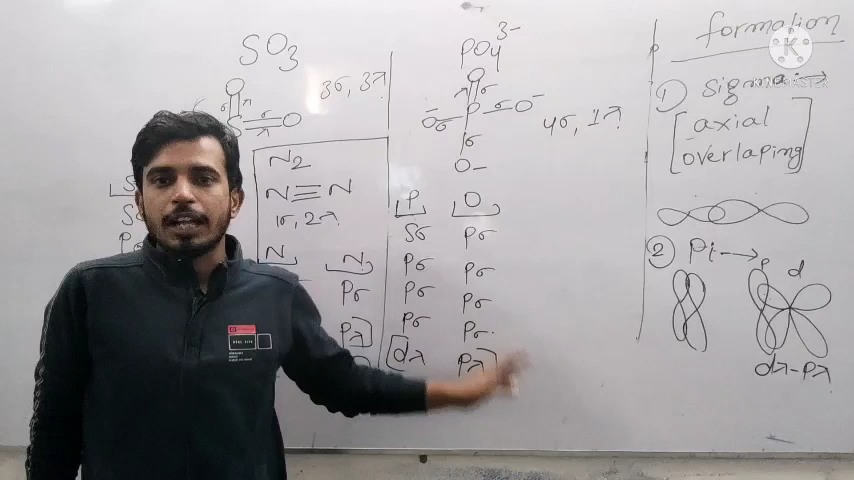 SO3
3σ, 3π
N2
N≡N
1σ, 2π
N N
Pσ
Pπ
PO4 3-
O
σ
P σ O-
O- σ
σ
O-
4σ, 1π
P O
Sσ Pσ
Pσ Pσ
Pσ Pσ
Pσ Pσ
dπ Pπ
formation
KINEMASTER
1) sigma →
[axial
overlaping]
2) Pi →
P d
dπ-Pπ